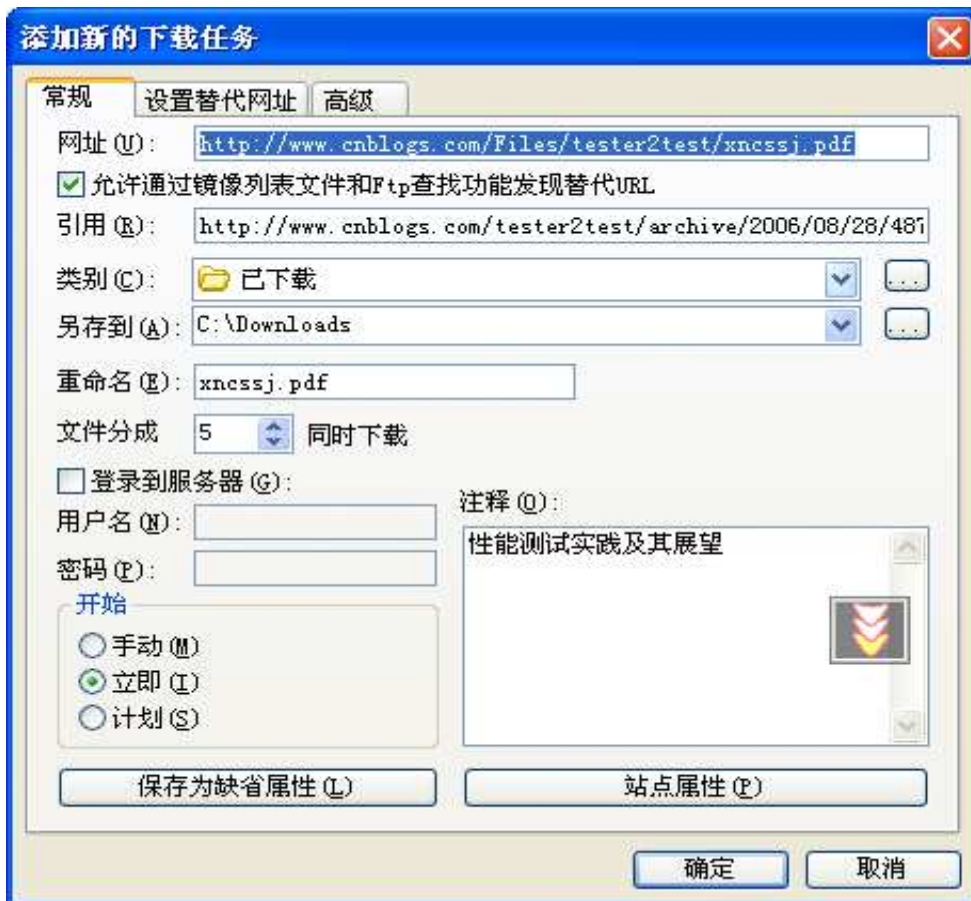 添加新的下载任务
常规 设置替代网址 高级
网址(U): http://www.cnblogs.com/Files/tester2test/xncssj.pdf
允许通过镜像列表文件和Ftp查找功能发现替代URL
引用(R): http://www.cnblogs.com/tester2test/archive/2006/08/28/487
类别(C): 已下载 ...
另存到(A): C:\Downloads ...
重命名(E): xncssj.pdf
文件分成 5 同时下载
登录到服务器(G):
用户名(N):
密码(P):
注释(O):
性能测试实践及其展望
开始
手动(M)
立即(I)
计划(S)
保存为缺省属性(L) 站点属性(P)
确定 取消